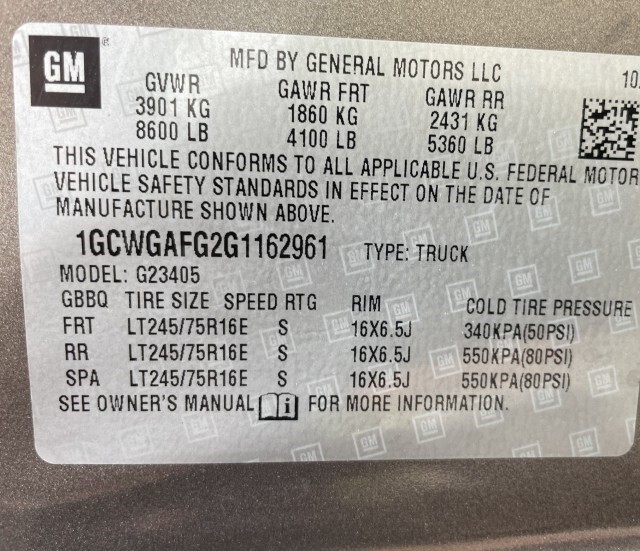 GM
MFD BY GENERAL MOTORS LLC 10
GVWR GAWR FRT GAWR RR
3901 KG 1860 KG 2431 KG
8600 LB 4100 LB 5360 LB
THIS VEHICLE CONFORMS TO ALL APPLICABLE U.S. FEDERAL MOTOR
VEHICLE SAFETY STANDARDS IN EFFECT ON THE DATE OF
MANUFACTURE SHOWN ABOVE.
1GCWGAFG2G1162961 TYPE: TRUCK
MODEL: G23405
GBBQ TIRE SIZE SPEED RTG RIM COLD TIRE PRESSURE
FRT LT245/75R16E S 16X6.5J 340KPA(50PSI)
RR LT245/75R16E S 16X6.5J 550KPA(80PSI)
SPA LT245/75R16E S 16X6.5J 550KPA(80PSI)
SEE OWNER'S MANUAL i FOR MORE INFORMATION.